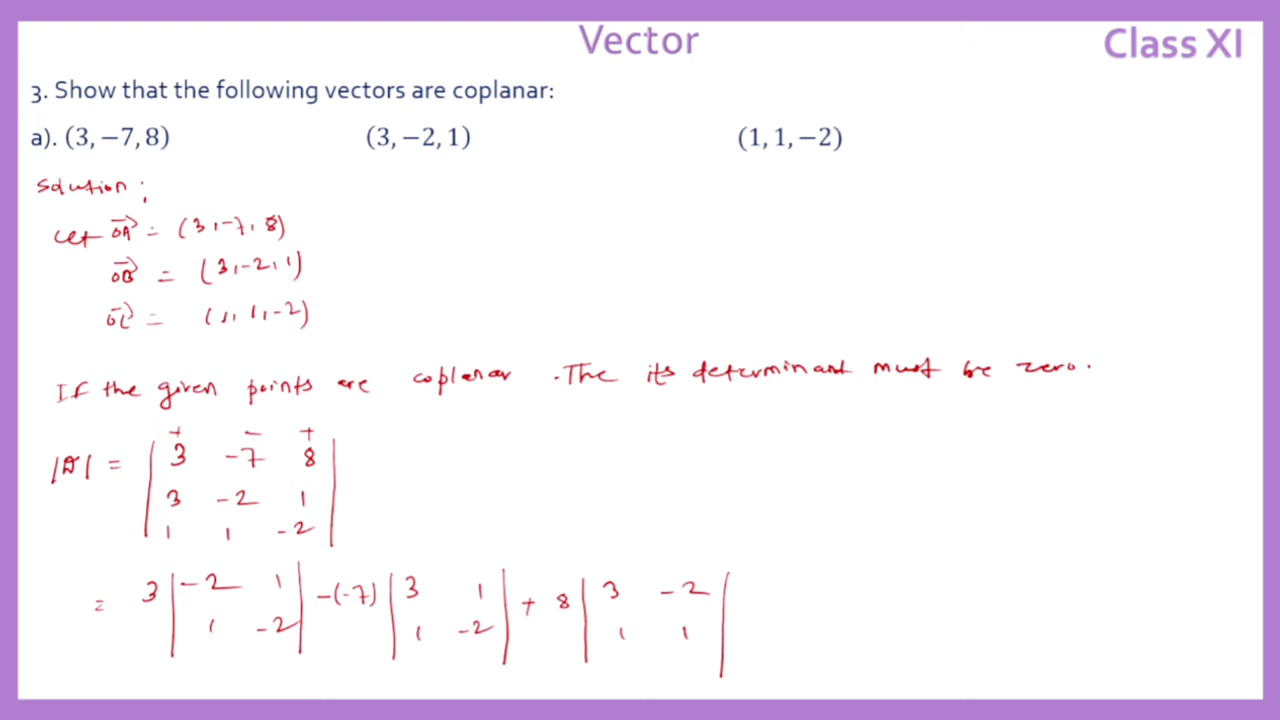 Vector
Class XI
3. Show that the following vectors are coplanar:
a). (3, −7, 8) (3, −2, 1) (1, 1, −2)
Solution :
Let OA⃗ = (3, -7, 8)
OB⃗ = (3, -2, 1)
OC⃗ = (1, 1, -2)
If the given points are coplanar . The its determinant must be zero.
+ - +
|D| = | 3 -7 8 |
| 3 -2 1 |
| 1 1 -2 |
= 3 | -2 1 | -(-7) | 3 1 | + 8 | 3 -2 |
| 1 -2 | | 1 -2 | | 1 1 |